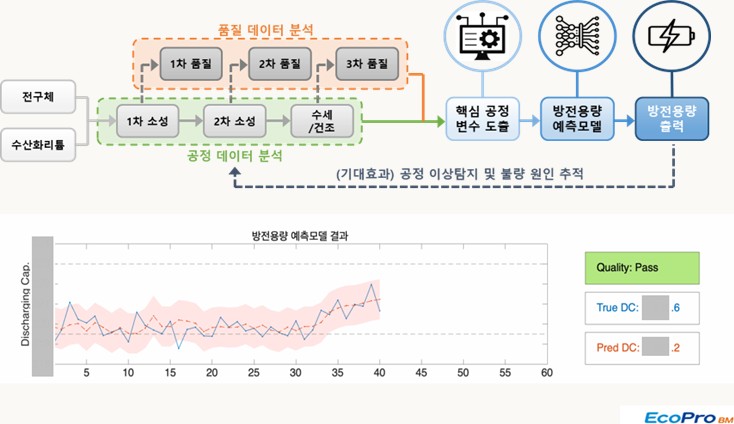 품질 데이터 분석
1차 품질
2차 품질
3차 품질
전구체
수산화리튬
1차 소성
2차 소성
수세
/건조
공정 데이터 분석
핵심 공정
변수 도출
방전용량
예측모델
방전용량
출력
(기대효과) 공정 이상탐지 및 불량 원인 추적
방전용량 예측모델 결과
Discharging Cap.
5 10 15 20 25 30 35 40 45 50 55 60
Quality: Pass
True DC: .6
Pred DC: .2
EcoPro BM